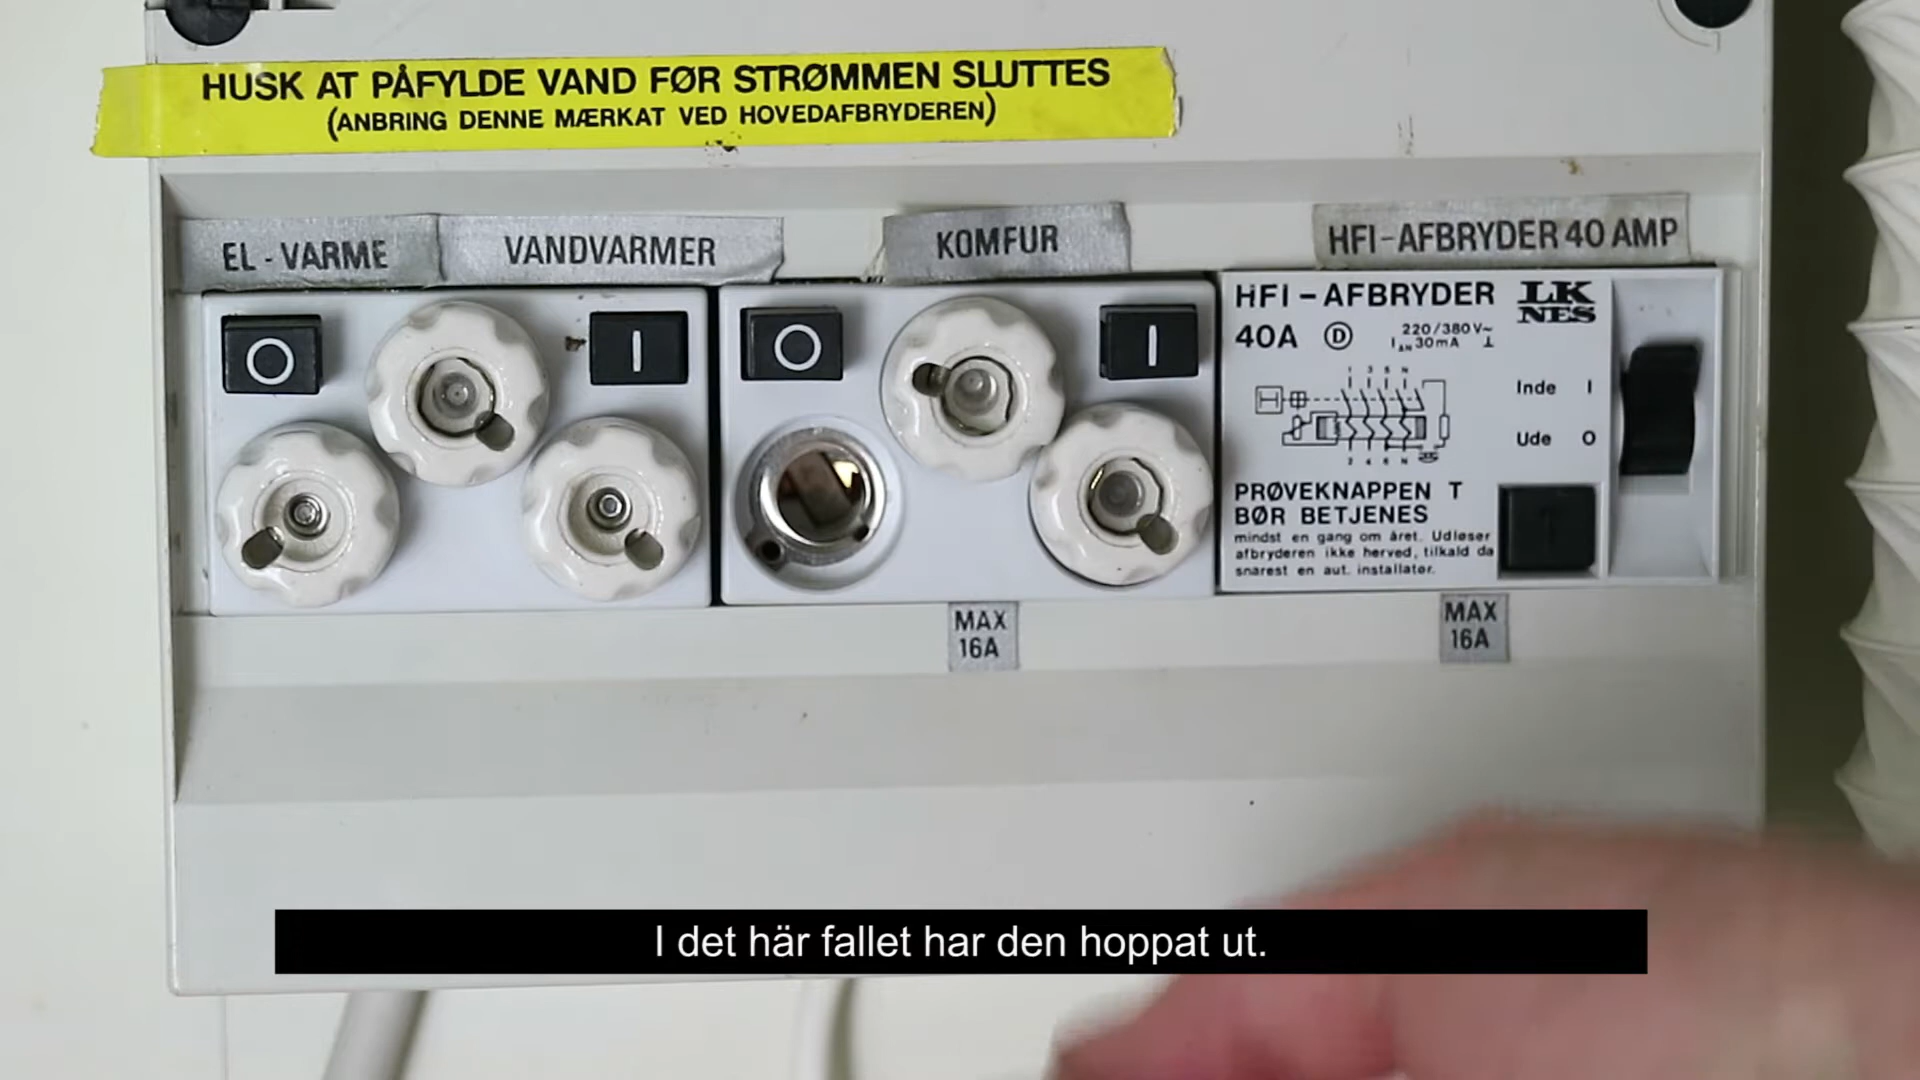 HUSK AT PÅFYLDE VAND FØR STRØMMEN SLUTTES
(ANBRING DENNE MÆRKAT VED HOVEDAFBRYDEREN)
EL - VARME
VANDVARMER
KOMFUR
HFI-AFBRYDER 40 AMP
O
I
O
I
HFI-AFBRYDER
LK
NES
40A D
220/380V~
30mA
Inde I
Ude O
PRØVEKNAPPEN T
BØR BETJENES
mindst en gang om året. Udløser
afbryderen ikke herved, tilkald da
snarest en aut. installatør.
MAX
16A
MAX
16A
I det här fallet har den hoppat ut.